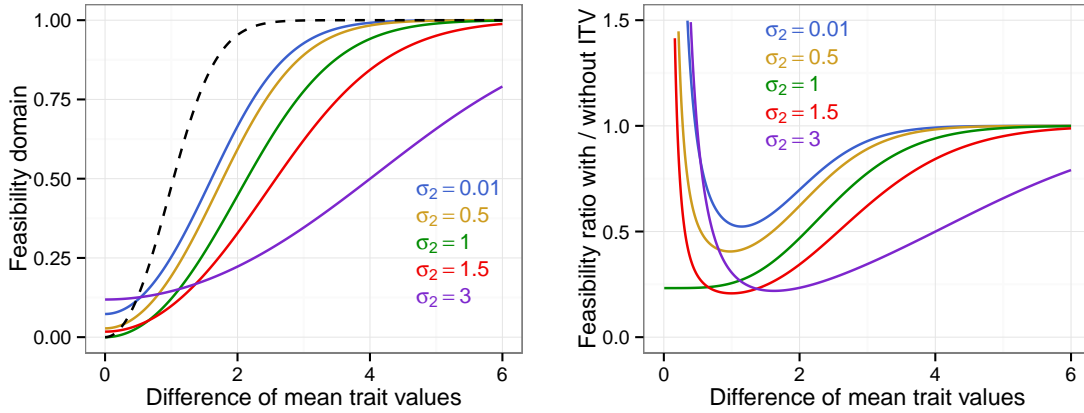 1.00
0.75
0.50
0.25
0.00
Feasibility domain
σ2 = 0.01
σ2 = 0.5
σ2 = 1
σ2 = 1.5
σ2 = 3
0 2 4 6
Difference of mean trait values
1.5
1.0
0.5
0.0
Feasibility ratio with / without ITV
σ2 = 0.01
σ2 = 0.5
σ2 = 1
σ2 = 1.5
σ2 = 3
0 2 4 6
Difference of mean trait values